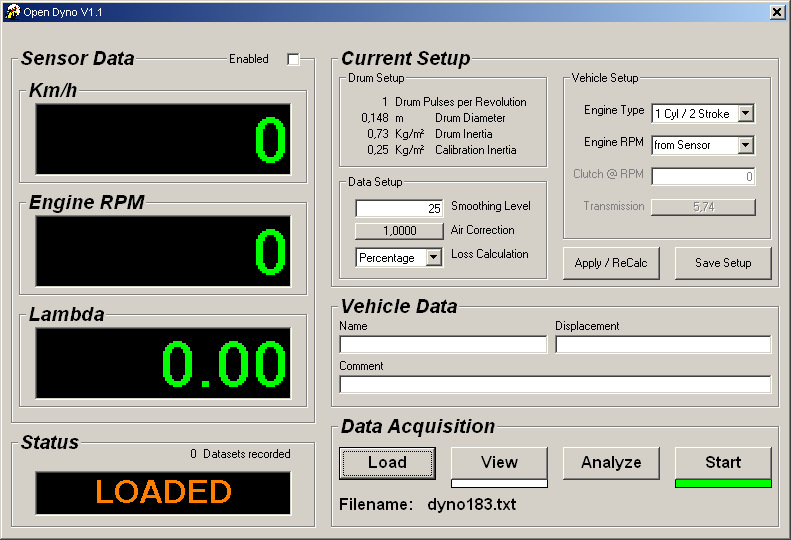 Open Dyno V1.1
Sensor Data
Enabled
Km/h
0
Engine RPM
0
Lambda
0.00
Status
0 Datasets recorded
LOADED
Current Setup
Drum Setup
1 Drum Pulses per Revolution
0,148 m Drum Diameter
0,73 Kg/m² Drum Inertia
0,25 Kg/m² Calibration Inertia
Data Setup
25 Smoothing Level
1,0000 Air Correction
Percentage Loss Calculation
Vehicle Setup
Engine Type 1 Cyl / 2 Stroke
Engine RPM from Sensor
Clutch @ RPM 0
Transmission 5,74
Apply / ReCalc Save Setup
Vehicle Data
Name Displacement
Comment
Data Acquisition
Load View Analyze Start
Filename: dyno183.txt